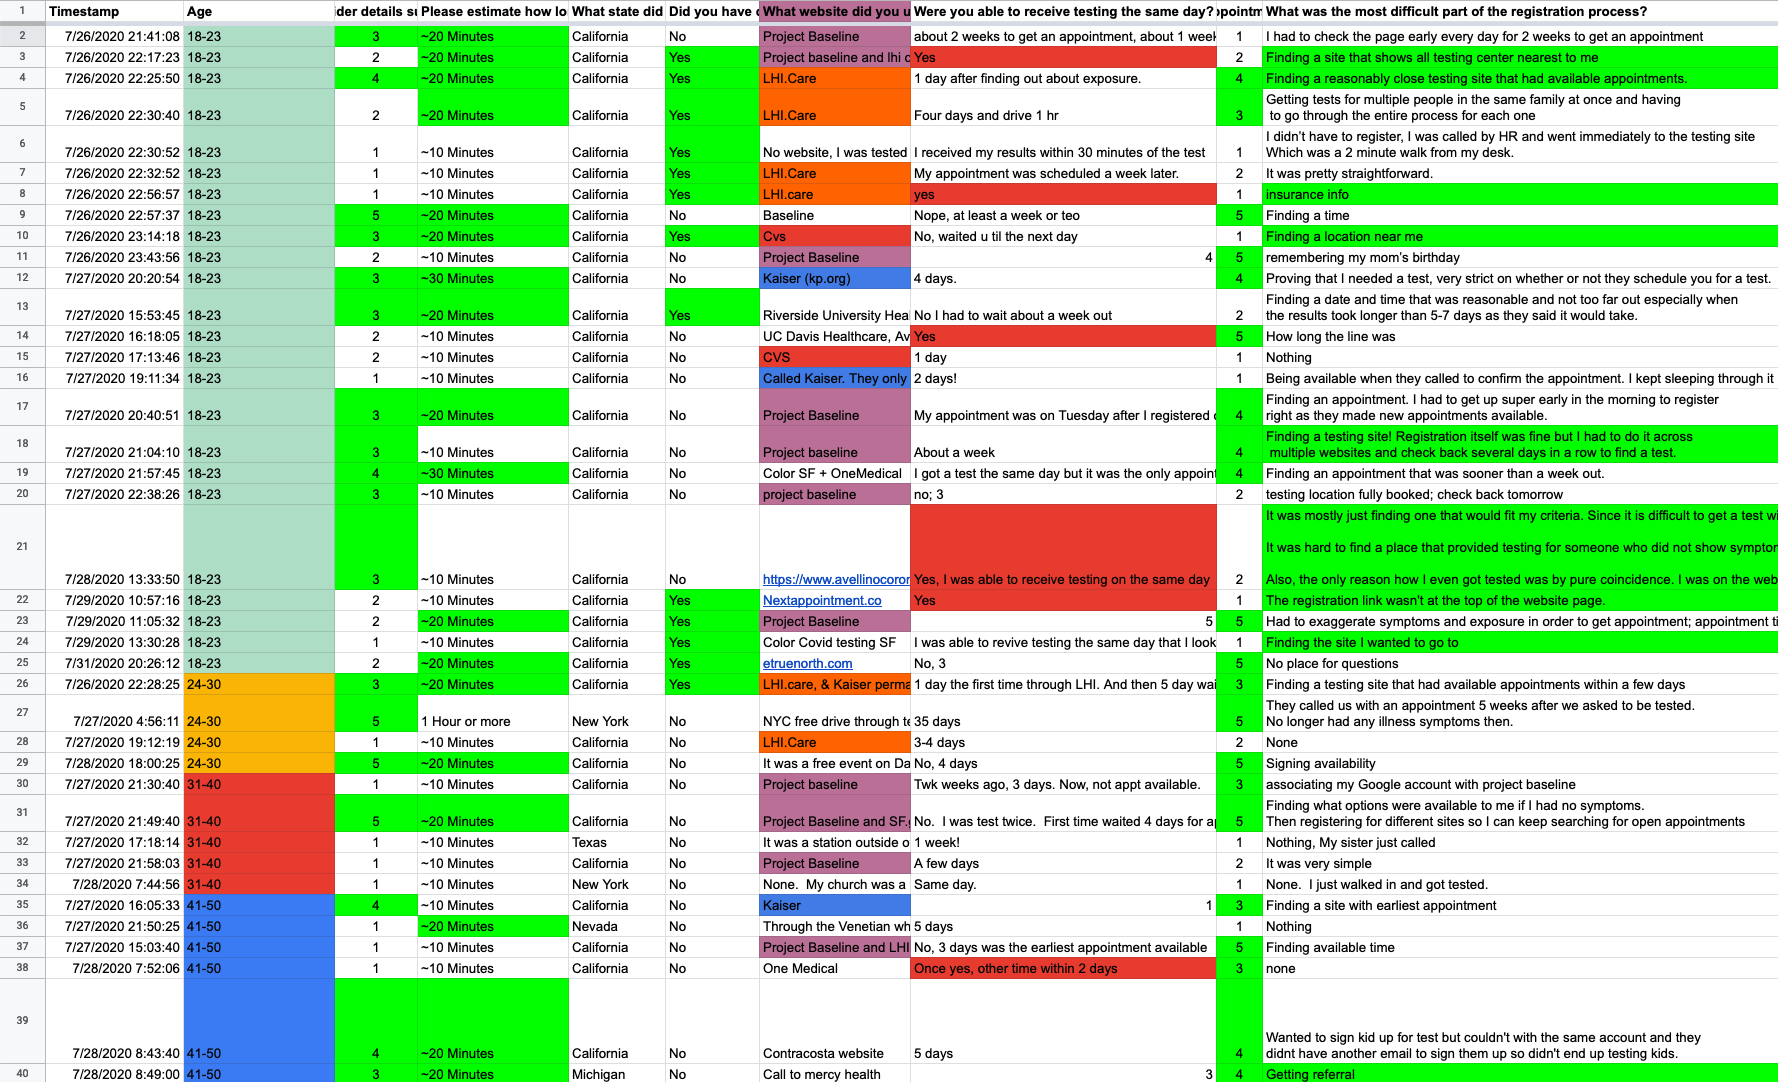 1 Timestamp Age der details su Please estimate how lo What state did Did you have c What website did you u Were you able to receive testing the same day? ppointm What was the most difficult part of the registration process?
2 7/26/2020 21:41:08 18-23 3 ~20 Minutes California No Project Baseline about 2 weeks to get an appointment, about 1 week 1 I had to check the page early every day for 2 weeks to get an appointment
3 7/26/2020 22:17:23 18-23 2 ~20 Minutes California Yes Project baseline and lhi c Yes 2 Finding a site that shows all testing center nearest to me
4 7/26/2020 22:25:50 18-23 4 ~20 Minutes California Yes LHI.Care 1 day after finding out about exposure. 4 Finding a reasonably close testing site that had available appointments.
5 Getting tests for multiple people in the same family at once and having
7/26/2020 22:30:40 18-23 2 ~20 Minutes California Yes LHI.Care Four days and drive 1 hr 3 to go through the entire process for each one
6 I didn't have to register, I was called by HR and went immediately to the testing site
7/26/2020 22:30:52 18-23 1 ~10 Minutes California Yes No website, I was tested I received my results within 30 minutes of the test 1 Which was a 2 minute walk from my desk.
7 7/26/2020 22:32:52 18-23 1 ~10 Minutes California Yes LHI.Care My appointment was scheduled a week later. 2 It was pretty straightforward.
8 7/26/2020 22:56:57 18-23 1 ~10 Minutes California Yes LHI.care yes 1 insurance info
9 7/26/2020 22:57:37 18-23 5 ~20 Minutes California No Baseline Nope, at least a week or teo 5 Finding a time
10 7/26/2020 23:14:18 18-23 3 ~20 Minutes California Yes Cvs No, waited u til the next day 1 Finding a location near me
11 7/26/2020 23:43:56 18-23 2 ~10 Minutes California No Project Baseline 4 5 remembering my mom's birthday
12 7/27/2020 20:20:54 18-23 3 ~30 Minutes California No Kaiser (kp.org) 4 days. 4 Proving that I needed a test, very strict on whether or not they schedule you for a test.
13 Finding a date and time that was reasonable and not too far out especially when
7/27/2020 15:53:45 18-23 3 ~20 Minutes California Yes Riverside University Hea No I had to wait about a week out 2 the results took longer than 5-7 days as they said it would take.
14 7/27/2020 16:18:05 18-23 2 ~10 Minutes California No UC Davis Healthcare, Av Yes 5 How long the line was
15 7/27/2020 17:13:46 18-23 2 ~10 Minutes California No CVS 1 day 1 Nothing
16 7/27/2020 19:11:34 18-23 1 ~10 Minutes California No Called Kaiser. They only 2 days! 1 Being available when they called to confirm the appointment. I kept sleeping through it
17 Finding an appointment. I had to get up super early in the morning to register
7/27/2020 20:40:51 18-23 3 ~20 Minutes California No Project Baseline My appointment was on Tuesday after I registered o 4 right as they made new appointments available.
18 Finding a testing site! Registration itself was fine but I had to do it across
7/27/2020 21:04:10 18-23 3 ~10 Minutes California No Project baseline About a week 4 multiple websites and check back several days in a row to find a test.
19 7/27/2020 21:57:45 18-23 4 ~30 Minutes California No Color SF + OneMedical I got a test the same day but it was the only appoint 4 Finding an appointment that was sooner than a week out.
20 7/27/2020 22:38:26 18-23 3 ~10 Minutes California No project baseline no; 3 2 testing location fully booked; check back tomorrow
It was mostly just finding one that would fit my criteria. Since it is difficult to get a test wi
21 It was hard to find a place that provided testing for someone who did not show sympton
7/28/2020 13:33:50 18-23 3 ~10 Minutes California No https://www.avellinocoror Yes, I was able to receive testing on the same day 2 Also, the only reason how I even got tested was by pure coincidence. I was on the web
22 7/29/2020 10:57:16 18-23 2 ~10 Minutes California Yes Nextappointment.co Yes 1 The registration link wasn't at the top of the website page.
23 7/29/2020 11:05:32 18-23 2 ~20 Minutes California Yes Project Baseline 5 5 Had to exaggerate symptoms and exposure in order to get appointment; appointment ti
24 7/29/2020 13:30:28 18-23 1 ~10 Minutes California Yes Color Covid testing SF I was able to revive testing the same day that I look 1 Finding the site I wanted to go to
25 7/31/2020 20:26:12 18-23 2 ~20 Minutes California Yes etruenorth.com No, 3 5 No place for questions
26 7/26/2020 22:28:25 24-30 3 ~20 Minutes California Yes LHI.care, & Kaiser perma 1 day the first time through LHI. And then 5 day wai 3 Finding a testing site that had available appointments within a few days
27 They called us with an appointment 5 weeks after we asked to be tested.
7/27/2020 4:56:11 24-30 5 1 Hour or more New York No NYC free drive through te 35 days 5 No longer had any illness symptoms then.
28 7/27/2020 19:12:19 24-30 1 ~10 Minutes California No LHI.Care 3-4 days 2 None
29 7/28/2020 18:00:25 24-30 5 ~20 Minutes California No It was a free event on Da No, 4 days 5 Signing availability
30 7/27/2020 21:30:40 31-40 1 ~10 Minutes California No Project baseline Twk weeks ago, 3 days. Now, not appt available. 3 associating my Google account with project baseline
31 Finding what options were available to me if I had no symptoms.
7/27/2020 21:49:40 31-40 5 ~20 Minutes California No Project Baseline and SF. No. I was test twice. First time waited 4 days for ap 5 Then registering for different sites so I can keep searching for open appointments
32 7/27/2020 17:18:14 31-40 1 ~10 Minutes Texas No It was a station outside o 1 week! 1 Nothing, My sister just called
33 7/27/2020 21:58:03 31-40 1 ~10 Minutes California No Project Baseline A few days 2 It was very simple
34 7/28/2020 7:44:56 31-40 1 ~10 Minutes New York No None. My church was a Same day. 1 None. I just walked in and got tested.
35 7/27/2020 16:05:33 41-50 4 ~10 Minutes California No Kaiser 1 3 Finding a site with earliest appointment
36 7/27/2020 21:50:25 41-50 1 ~20 Minutes Nevada No Through the Venetian wh 5 days 1 Nothing
37 7/27/2020 15:03:40 41-50 1 ~10 Minutes California No Project Baseline and LHI No, 3 days was the earliest appointment available 5 Finding available time
38 7/28/2020 7:52:06 41-50 1 ~10 Minutes California No One Medical Once yes, other time within 2 days 3 none
39 Wanted to sign kid up for test but couldn't with the same account and they
7/28/2020 8:43:40 41-50 4 ~20 Minutes California No Contracosta website 5 days 4 didnt have another email to sign them up so didn't end up testing kids.
40 7/28/2020 8:49:00 41-50 3 ~20 Minutes Michigan No Call to mercy health 3 4 Getting referral